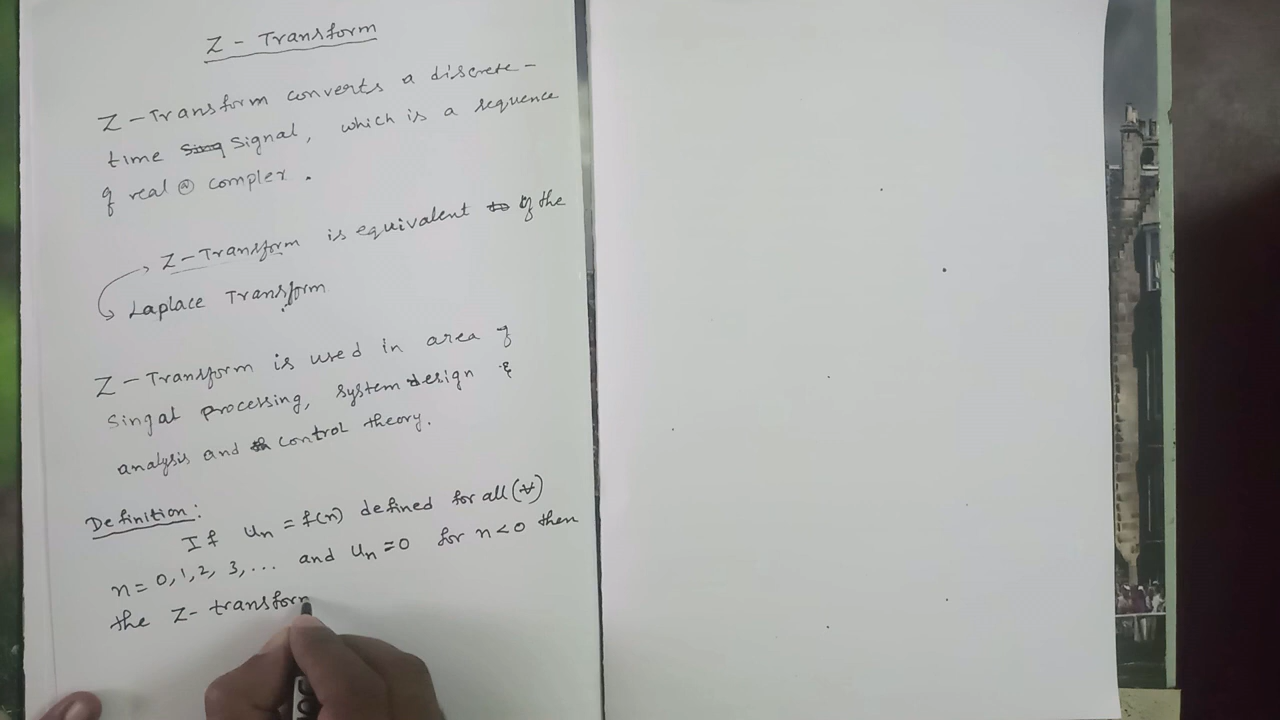 Z - Transform
Z - Transform converts a discrete -
time Sing Signal, which is a sequence
of real @ complex .
Z - Transform is equivalent to of the
Laplace Transform
Z - Transform is used in area of
Singal processing, system design &
analysis and control theory.
Definition :
If un = f(n) defined for all (∀)
n = 0, 1, 2, 3, ... and un = 0 for n < 0 then
the Z - transform